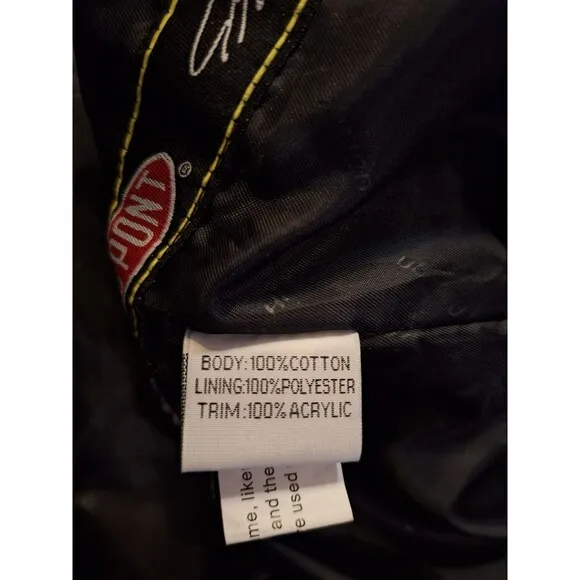 PONT
®
BODY:100%COTTON
LINING:100%POLYESTER
TRIM:100%ACRYLIC
me, like
and the
e used